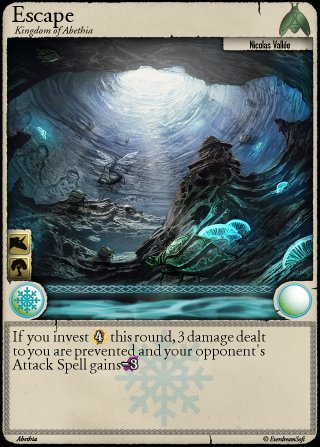 Escape
Kingdom of Abethia
Nicolas Vallée
If you invest 4 this round, 3 damage dealt
to you are prevented and your opponent's
Attack Spell gains -3
Abethia
© EverdreamSoft